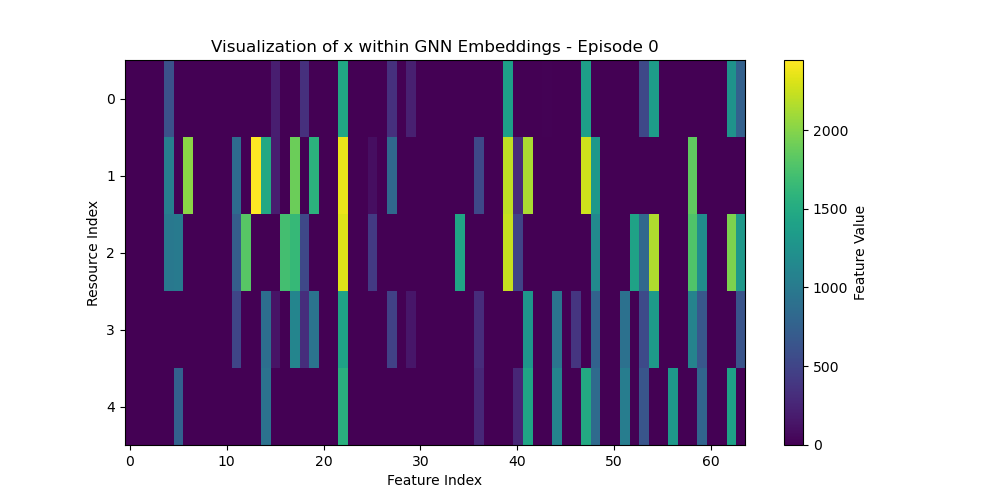 Visualization of x within GNN Embeddings - Episode 0
Resource Index
0
1
2
3
4
0 10 20 30 40 50 60
Feature Index
2000
1500
1000
500
0
Feature Value